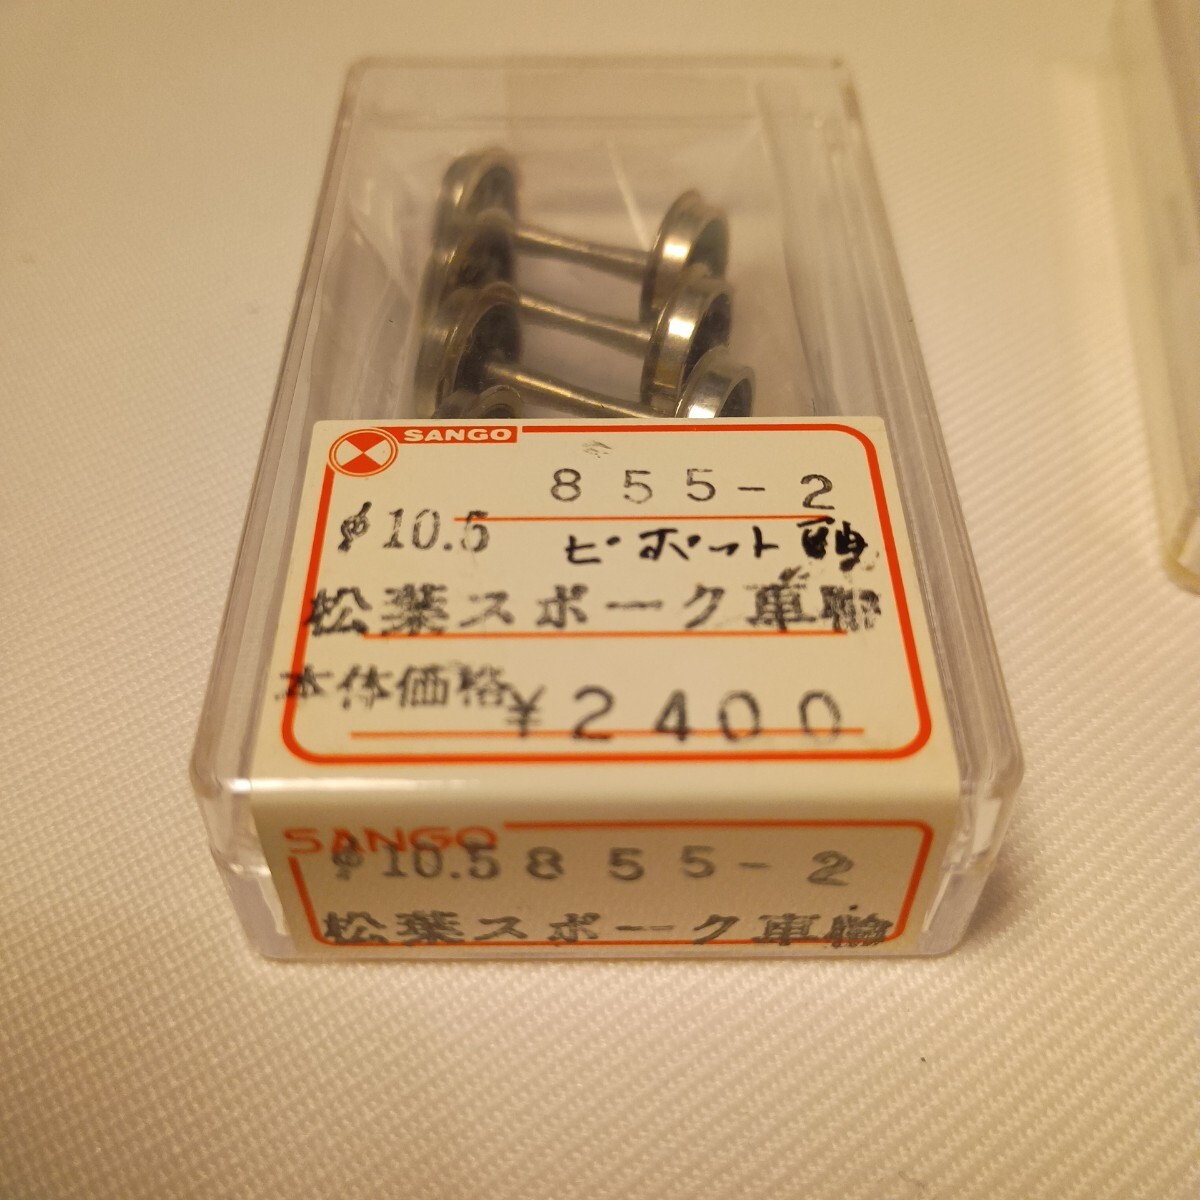 SANGO
855-2
φ10.5 ピボット
松葉スポーク車輪
本体価格 ¥2400
SANGO
φ10.5 855-2
松葉スポーク車輪